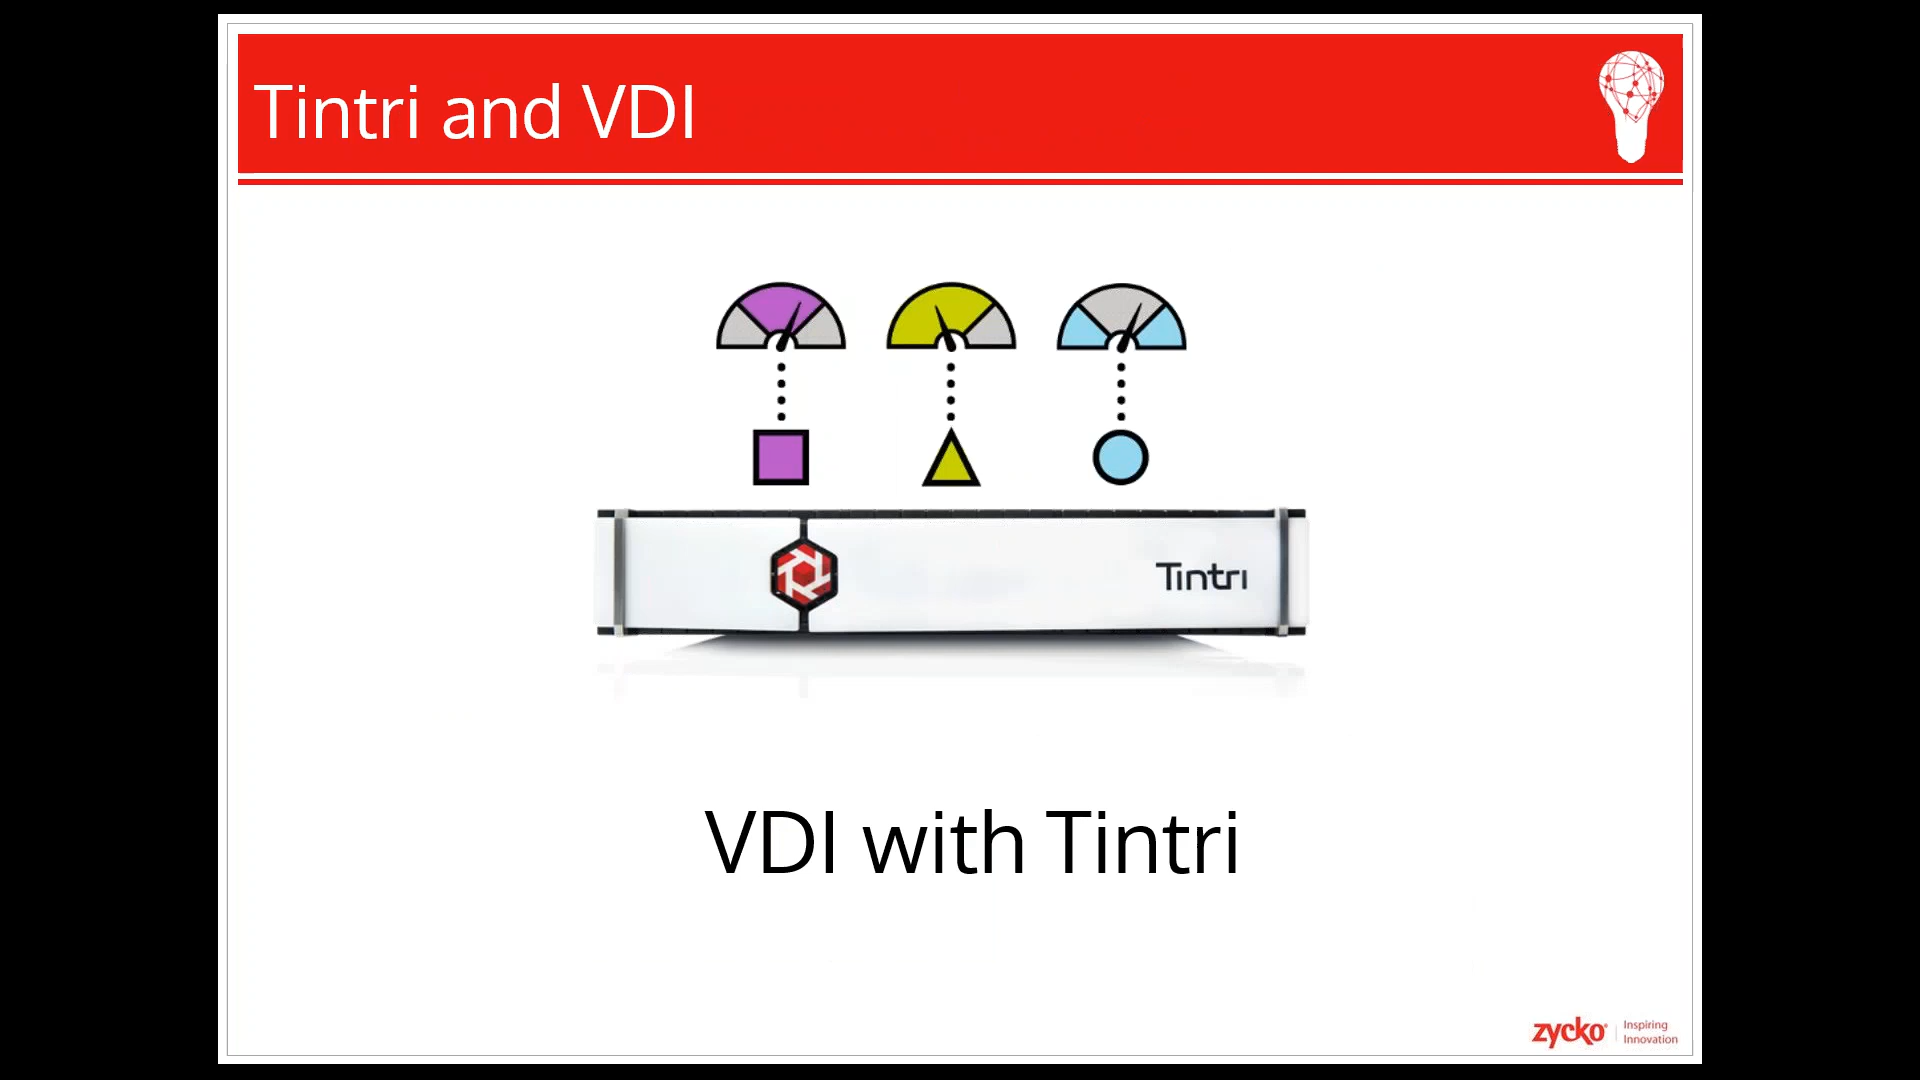 Tintri and VDI
Tintri
VDI with Tintri
zycko
Inspiring
Innovation